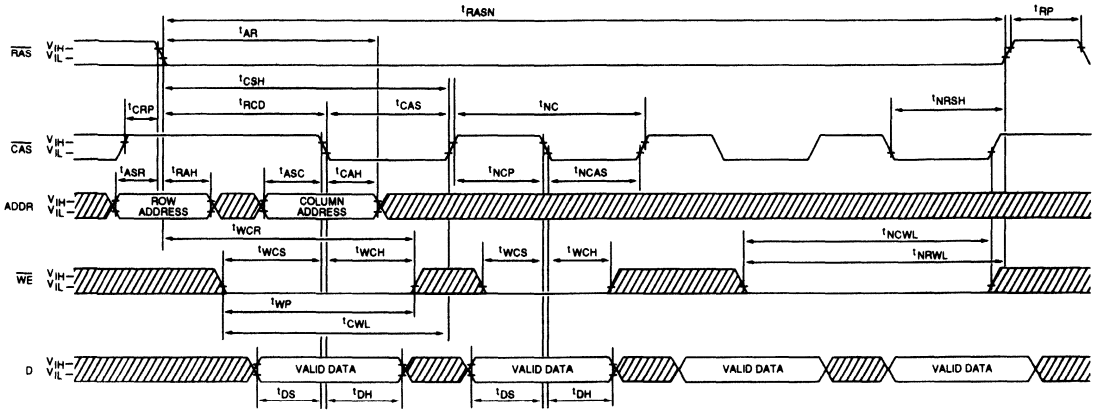 tRASN
tRP
tAR
RAS VIH
VIL
tCSH
tCRP tRCD tCAS tNC tNRSH
CAS VIH
VIL
tASR tRAH tASC tCAH tNCP tNCAS
ADDR VIH
VIL
ROW
ADDRESS
COLUMN
ADDRESS
tWCR tNCWL
tWCS tWCH tWCS tWCH tNRWL
WE VIH
VIL
tWP
tCWL
D VIH
VIL
VALID DATA VALID DATA VALID DATA VALID DATA
tDS tDH tDS tDH